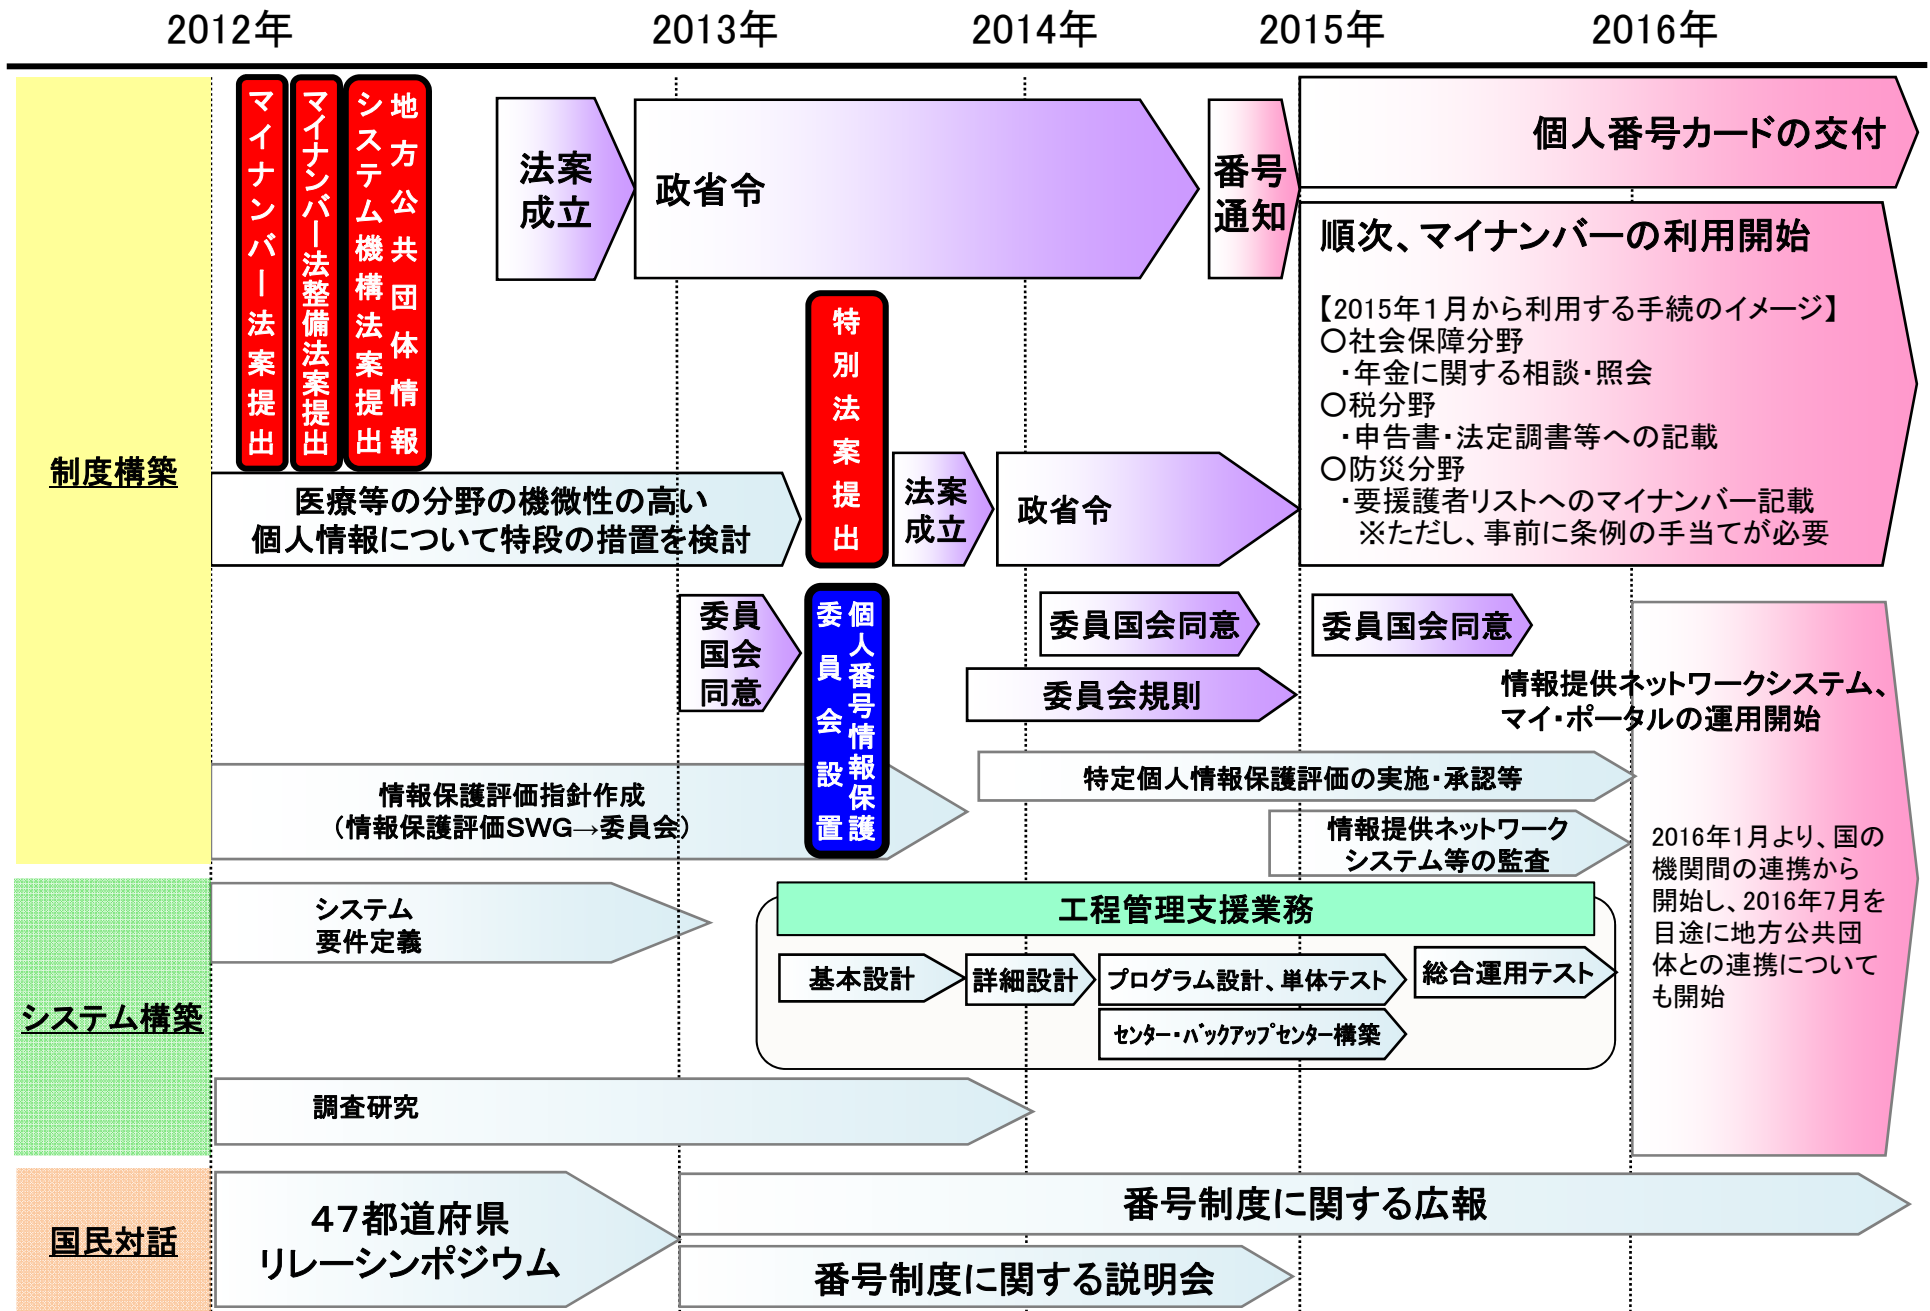 2012年
2013年
2014年
2015年
2016年
制度構築
マイナンバー法案提出
マイナンバー法整備法案提出
地方公共団体情報
システム機構法案提出
法案
成立
政省令
番号
通知
個人番号カードの交付
順次、マイナンバーの利用開始
【2015年1月から利用する手続のイメージ】
○社会保障分野
・年金に関する相談・照会
○税分野
・申告書・法定調書等への記載
○防災分野
・要援護者リストへのマイナンバー記載
※ただし、事前に条例の手当てが必要
医療等の分野の機微性の高い
個人情報について特段の措置を検討
特別法案提出
法案
成立
政省令
委員
国会
同意
個人番号情報保護
委員会設置
委員国会同意
委員国会同意
委員会規則
情報提供ネットワークシステム、
マイ・ポータルの運用開始
情報保護評価指針作成
（情報保護評価SWG→委員会）
特定個人情報保護評価の実施・承認等
情報提供ネットワーク
システム等の監査
2016年1月より、国の
機関間の連携から
開始し、2016年7月を
目途に地方公共団
体との連携について
も開始
システム構築
システム
要件定義
工程管理支援業務
基本設計
詳細設計
プログラム設計、単体テスト
総合運用テスト
センター・バックアップセンター構築
調査研究
国民対話
47都道府県
リレーシンポジウム
番号制度に関する広報
番号制度に関する説明会